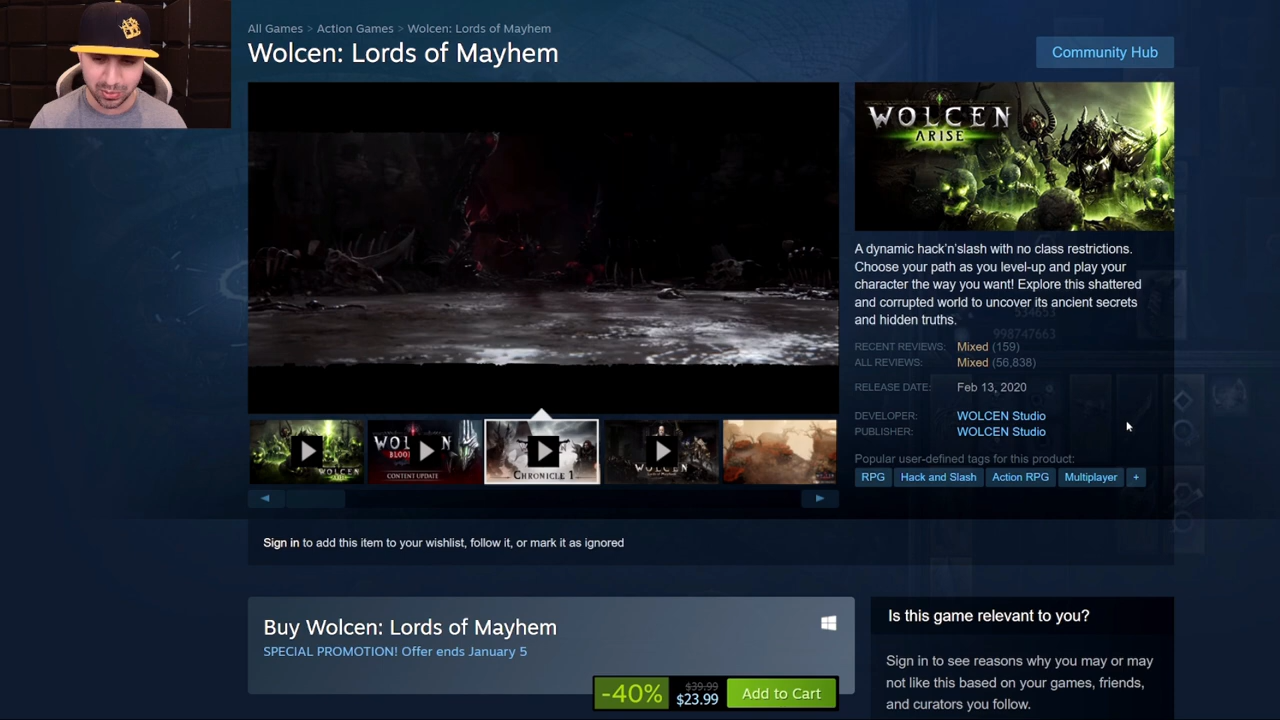 All Games > Action Games > Wolcen: Lords of Mayhem
Wolcen: Lords of Mayhem
Community Hub
WOLCEN
ARISE
A dynamic hack'n'slash with no class restrictions.
Choose your path as you level-up and play your
character the way you want! Explore this shattered
and corrupted world to uncover its ancient secrets
and hidden truths.
534653
998747663
RECENT REVIEWS: Mixed (159)
ALL REVIEWS: Mixed (56,838)
RELEASE DATE: Feb 13, 2020
DEVELOPER: WOLCEN Studio
PUBLISHER: WOLCEN Studio
Popular user-defined tags for this product:
RPG Hack and Slash Action RPG Multiplayer +
CONTENT UPDATE
CHRONICLE 1
WOLCEN
Sign in to add this item to your wishlist, follow it, or mark it as ignored
Buy Wolcen: Lords of Mayhem
SPECIAL PROMOTION! Offer ends January 5
-40% $39.99 $23.99 Add to Cart
Is this game relevant to you?
Sign in to see reasons why you may or may
not like this based on your games, friends,
and curators you follow.